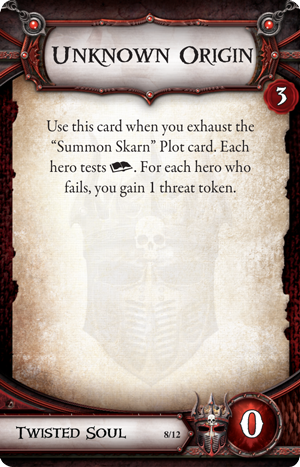 Unknown Origin
3
Use this card when you exhaust the
“Summon Skarn” Plot card. Each
hero tests . For each hero who
fails, you gain 1 threat token.
Twisted Soul
8/12
0